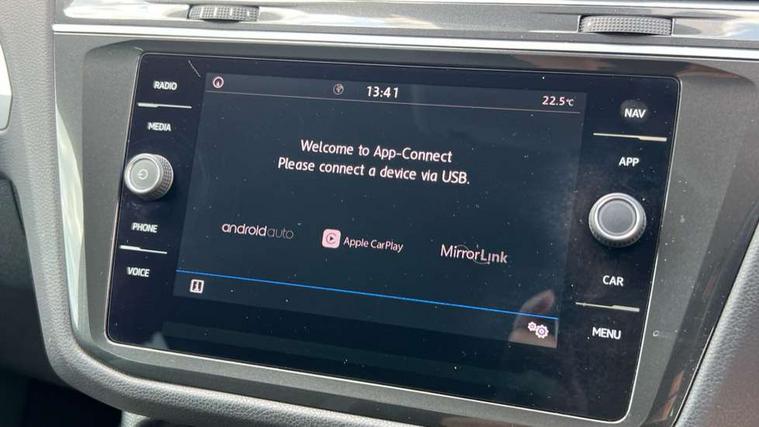 RADIO
MEDIA
PHONE
VOICE
13:41
22.5°C
Welcome to App-Connect
Please connect a device via USB.
androidauto
Apple CarPlay
MirrorLink
NAV
APP
CAR
MENU